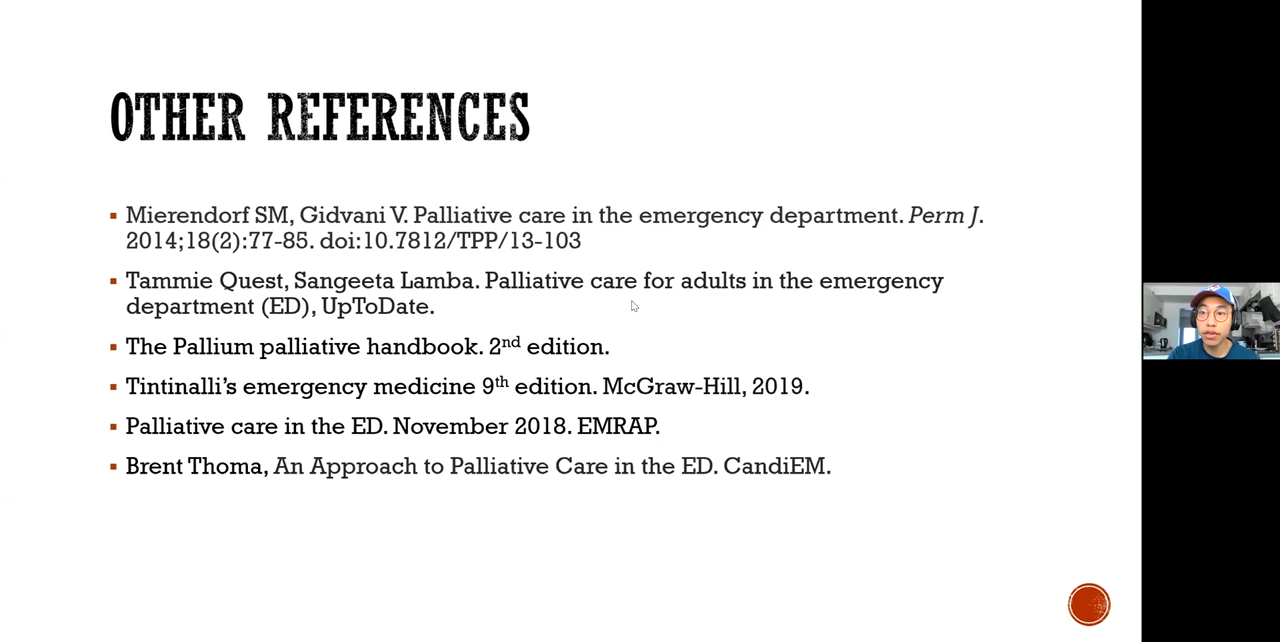 OTHER REFERENCES
▪ Mierendorf SM, Gidvani V. Palliative care in the emergency department. Perm J.
2014;18(2):77-85. doi:10.7812/TPP/13-103
▪ Tammie Quest, Sangeeta Lamba. Palliative care for adults in the emergency
department (ED), UpToDate.
▪ The Pallium palliative handbook. 2nd edition.
▪ Tintinalli’s emergency medicine 9th edition. McGraw-Hill, 2019.
▪ Palliative care in the ED. November 2018. EMRAP.
▪ Brent Thoma, An Approach to Palliative Care in the ED. CandiEM.